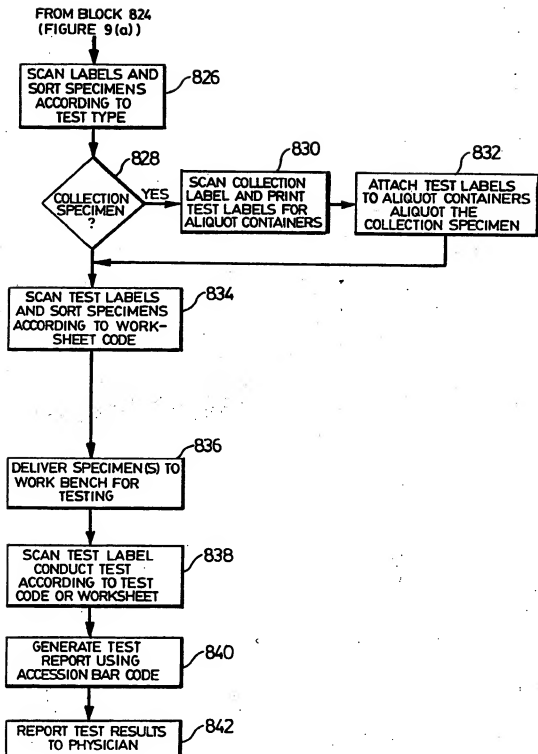 FROM BLOCK 824
(FIGURE 9(a))
SCAN LABELS AND
SORT SPECIMENS
ACCORDING TO
TEST TYPE
826
828
COLLECTION
SPECIMEN
?
YES
830
SCAN COLLECTION
LABEL AND PRINT
TEST LABELS FOR
ALIQUOT CONTAINERS
832
ATTACH TEST LABELS
TO ALIQUOT CONTAINERS
ALIQUOT THE
COLLECTION SPECIMEN
834
SCAN TEST LABELS
AND SORT SPECIMENS
ACCORDING TO WORK-
SHEET CODE
836
DELIVER SPECIMEN(S) TO
WORK BENCH FOR
TESTING
838
SCAN TEST LABEL
CONDUCT TEST
ACCORDING TO TEST
CODE OR WORKSHEET
840
GENERATE TEST
REPORT USING
ACCESSION BAR CODE
842
REPORT TEST RESULTS
TO PHYSICIAN